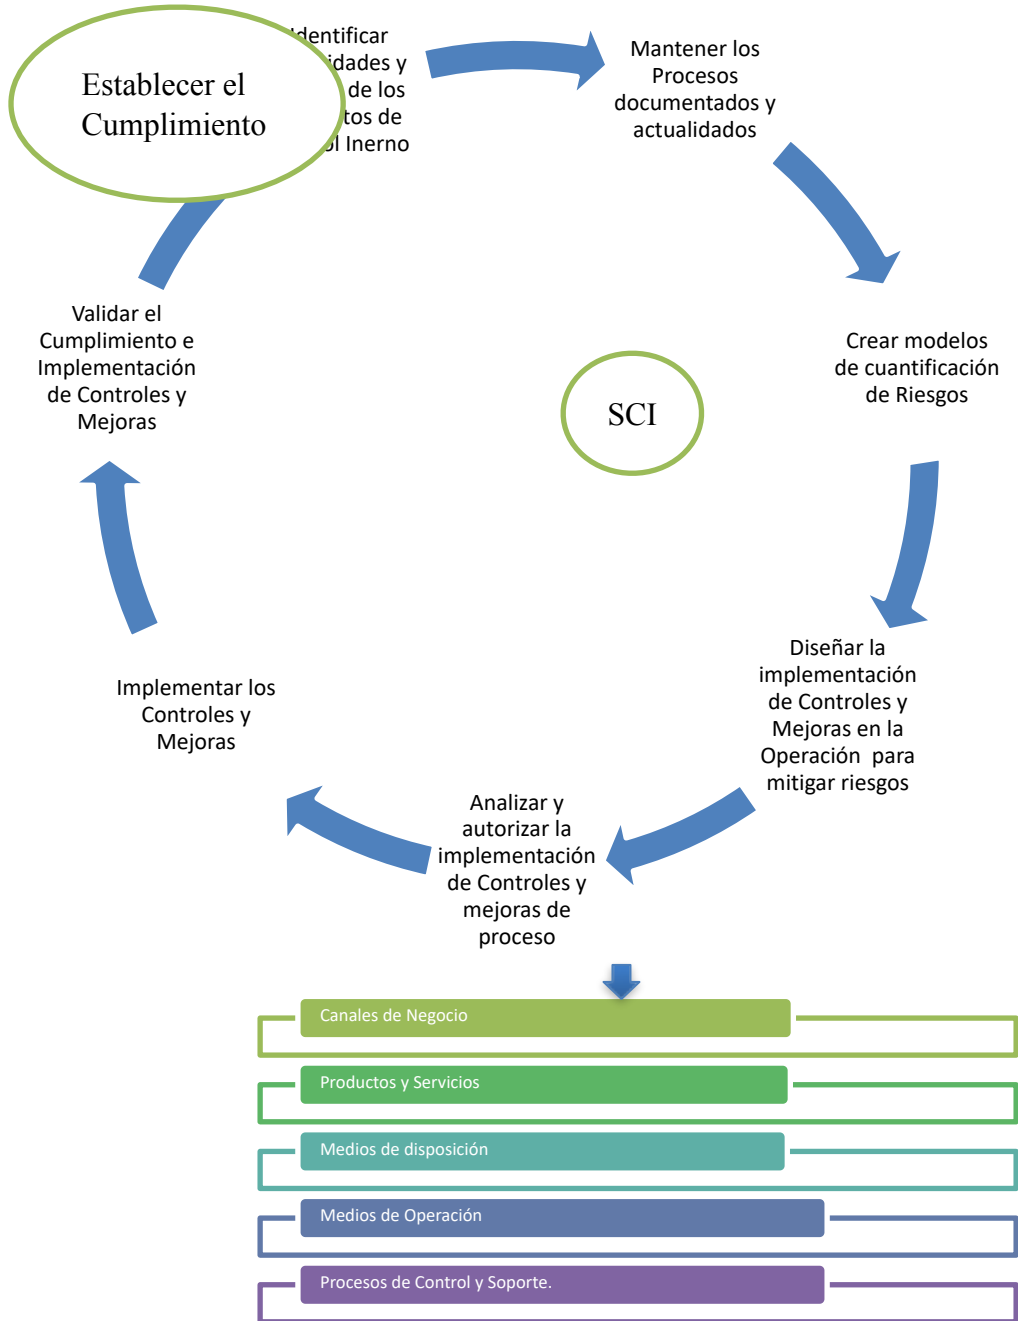 Establecer el
Cumplimiento
Identificar
y
de los
de
Inerno
Mantener los
Procesos
documentados y
actualidados
Crear modelos
de cuantificación
de Riesgos
Diseñar la
implementación
de Controles y
Mejoras en la
Operación para
mitigar riesgos
Analizar y
autorizar la
implementación
de Controles y
mejoras de
proceso
Implementar los
Controles y
Mejoras
Validar el
Cumplimiento e
Implementación
de Controles y
Mejoras
SCI
Canales de Negocio
Productos y Servicios
Medios de disposición
Medios de Operación
Procesos de Control y Soporte.